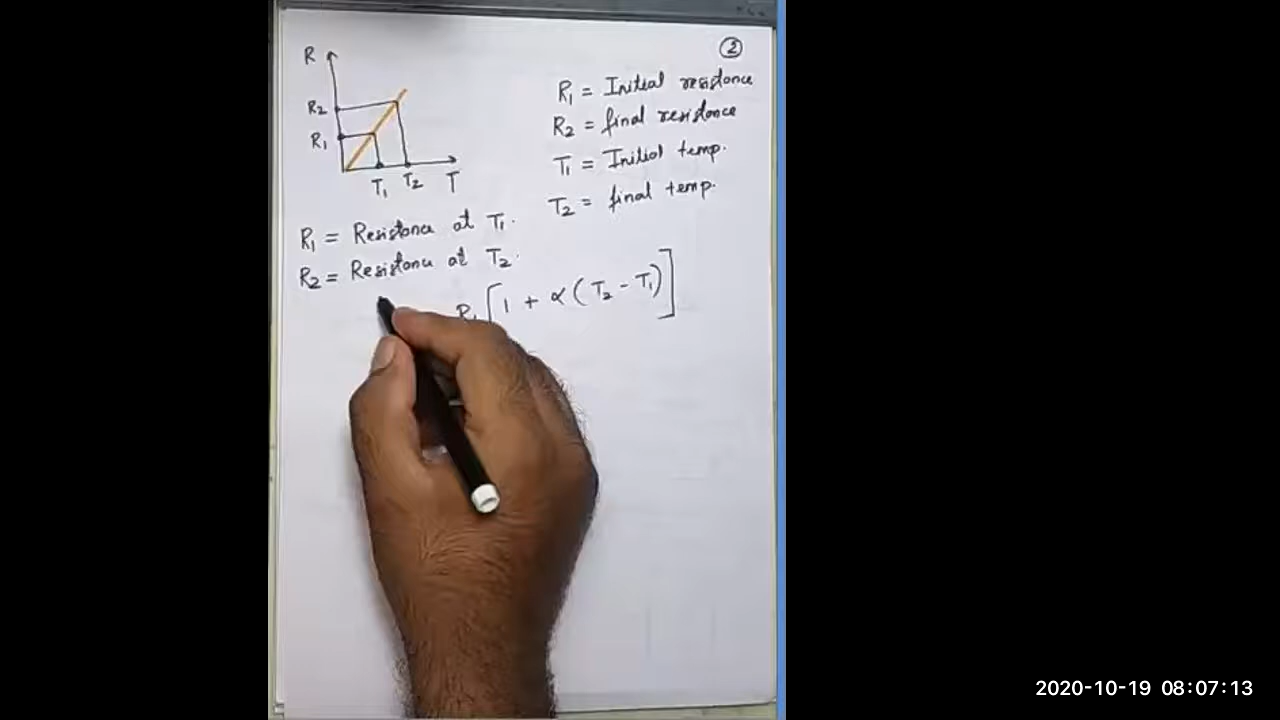 2
R
R2
R1
T1 T2 T
R1 = Initial resistance
R2 = final resistance
T1 = Initial temp.
T2 = final temp.
R1 = Resistance at T1.
R2 = Resistance at T2.
R1 [1 + α (T2 - T1)]
2020-10-19 08:07:13